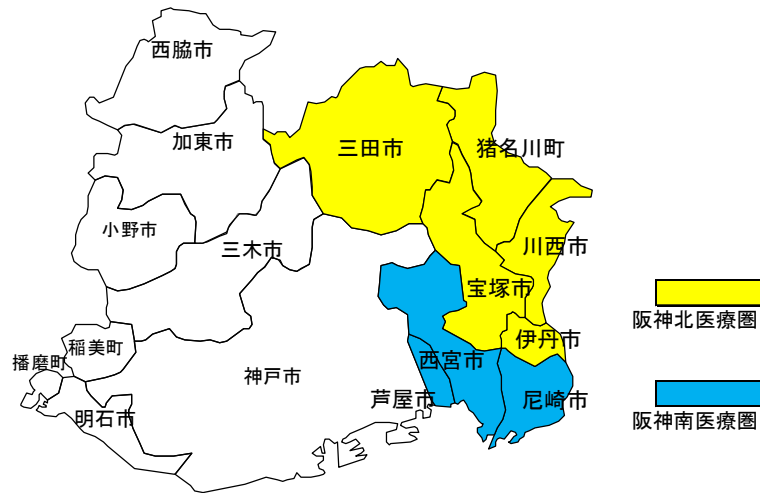 西脇市
加東市
三田市
猪名川町
小野市
三木市
川西市
宝塚市
阪神北医療圏
伊丹市
稲美町
播磨町
西宮市
神戸市
芦屋市
尼崎市
明石市
阪神南医療圏